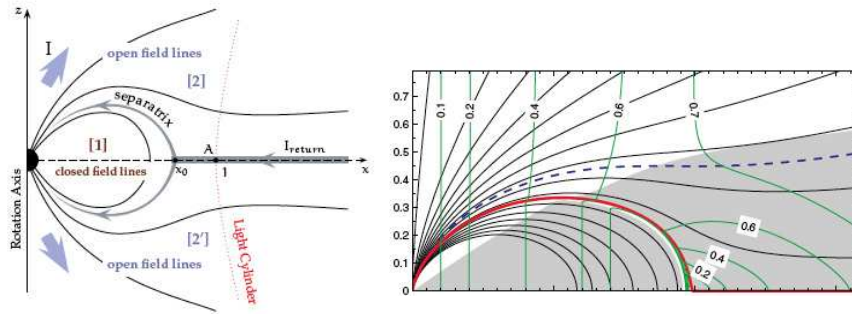 z
I
open field lines
[2]
separatrix
[1]
A
I return
closed field lines
x0
1
x
Rotation Axis
[2']
open field lines
Light Cylinder
0.7
0.6
0.5
0.4
0.3
0.2
0.1
0
0.1
0.2
0.4
0.6
0.7
0.6
0.4
0.2